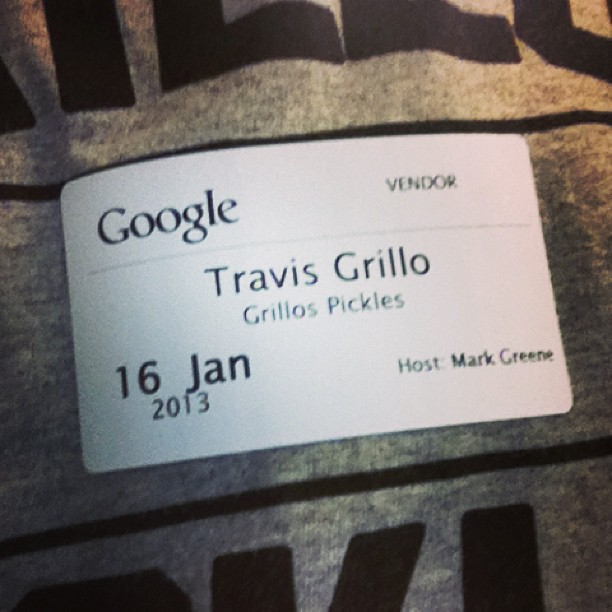 Google
VENDOR
Travis Grillo
Grillos Pickles
16 Jan
2013
Host: Mark Greene